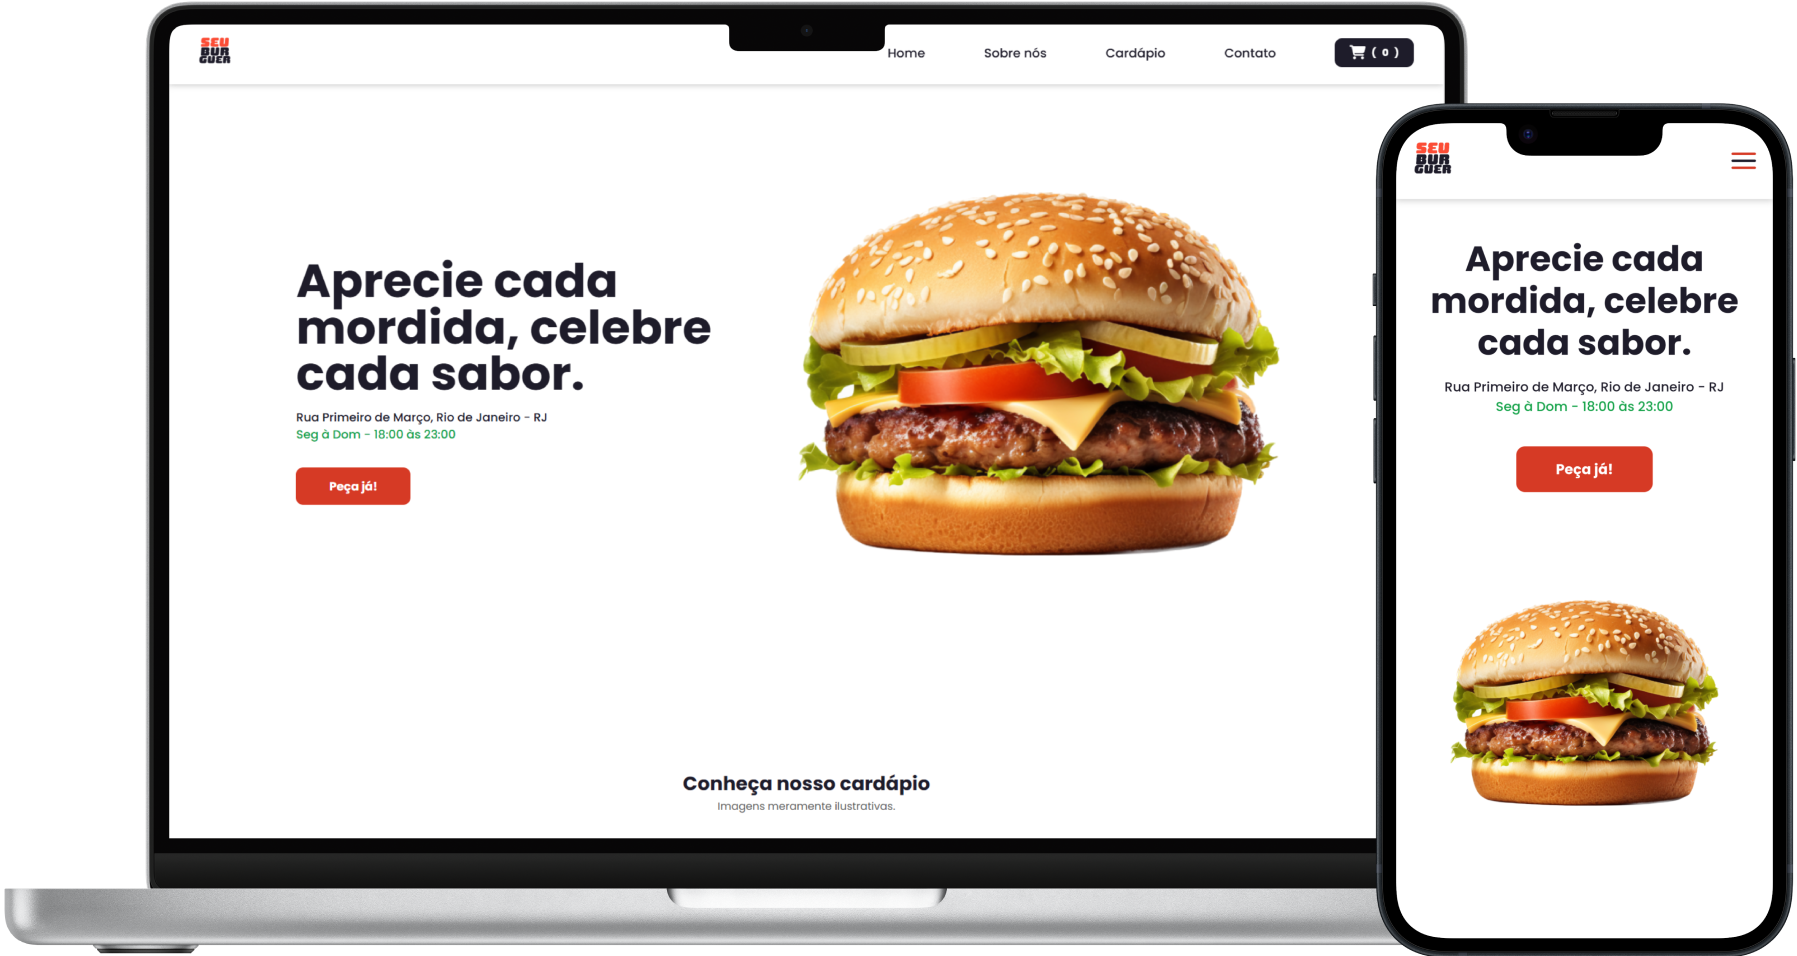 SEU
BUR
GUER
Home
Sobre nós
Cardápio
Contato
( 0 )
Aprecie cada
mordida, celebre
cada sabor.
Rua Primeiro de Março, Rio de Janeiro - RJ
Seg à Dom - 18:00 às 23:00
Peça já!
Conheça nosso cardápio
Imagens meramente ilustrativas.
SEU
BUR
GUER
Aprecie cada
mordida, celebre
cada sabor.
Rua Primeiro de Março, Rio de Janeiro - RJ
Seg à Dom - 18:00 às 23:00
Peça já!